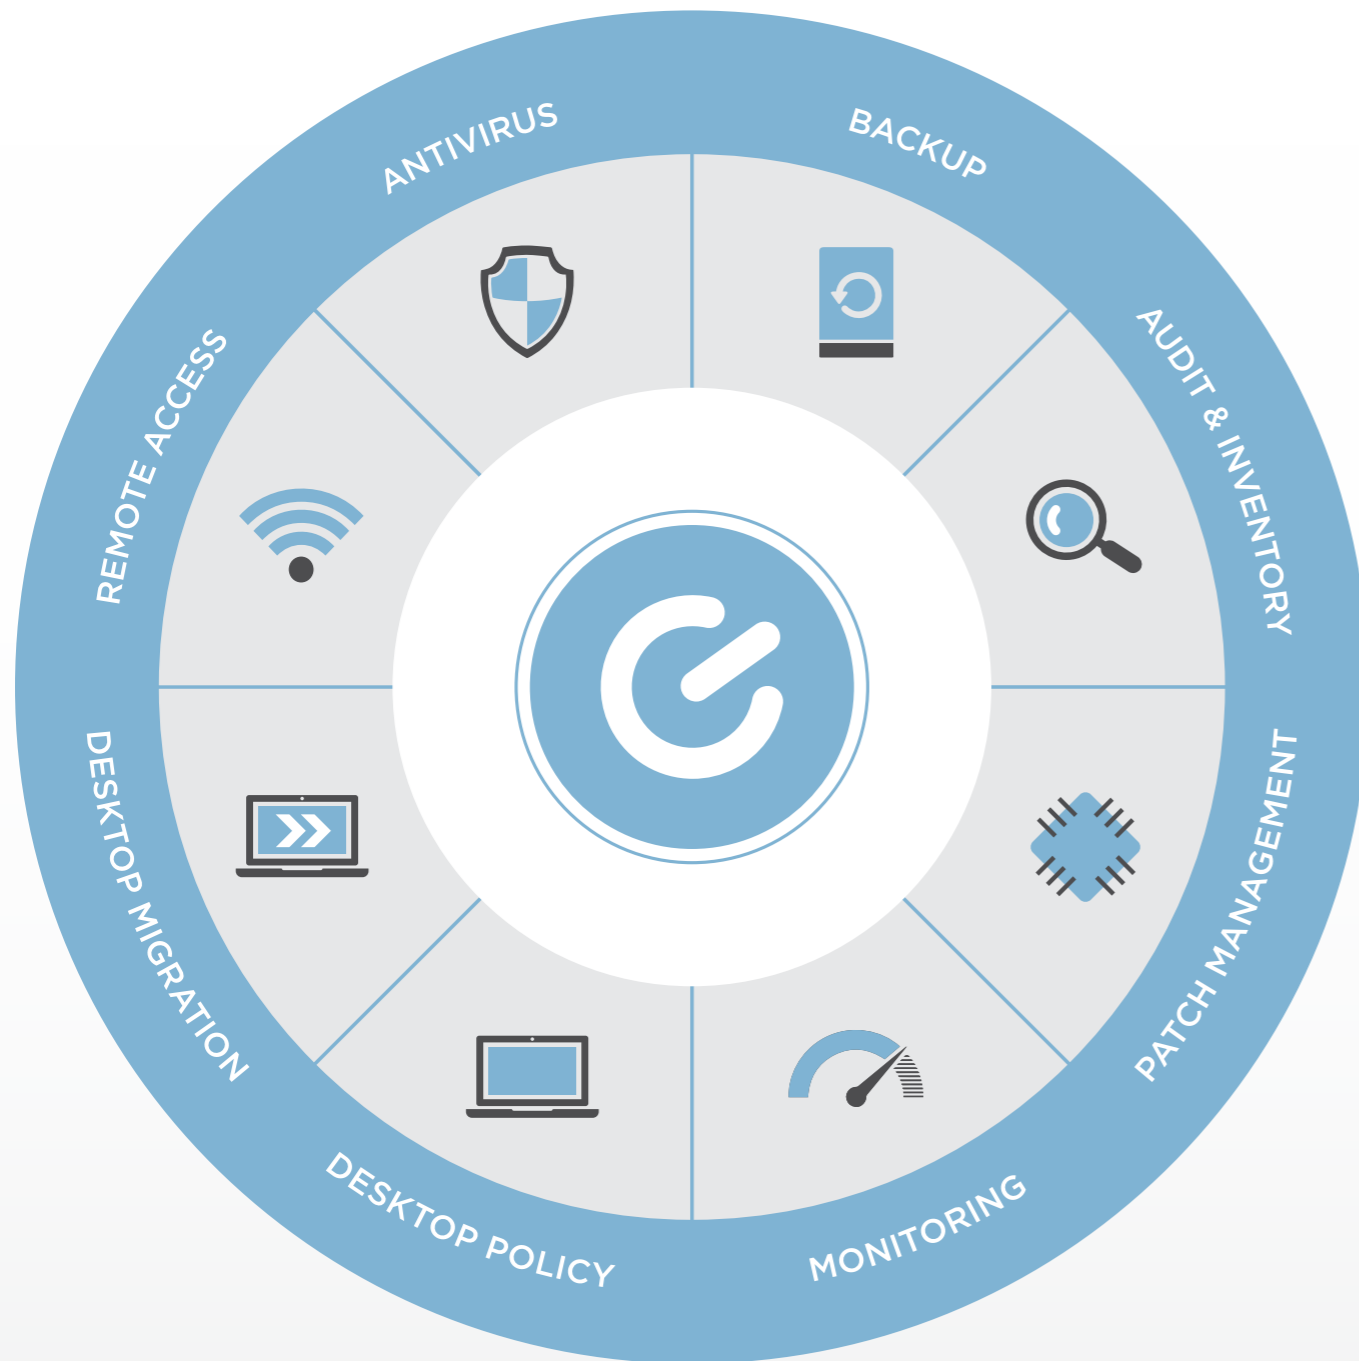 ANTIVIRUS
BACKUP
AUDIT & INVENTORY
PATCH MANAGEMENT
MONITORING
DESKTOP POLICY
DESKTOP MIGRATION
REMOTE ACCESS